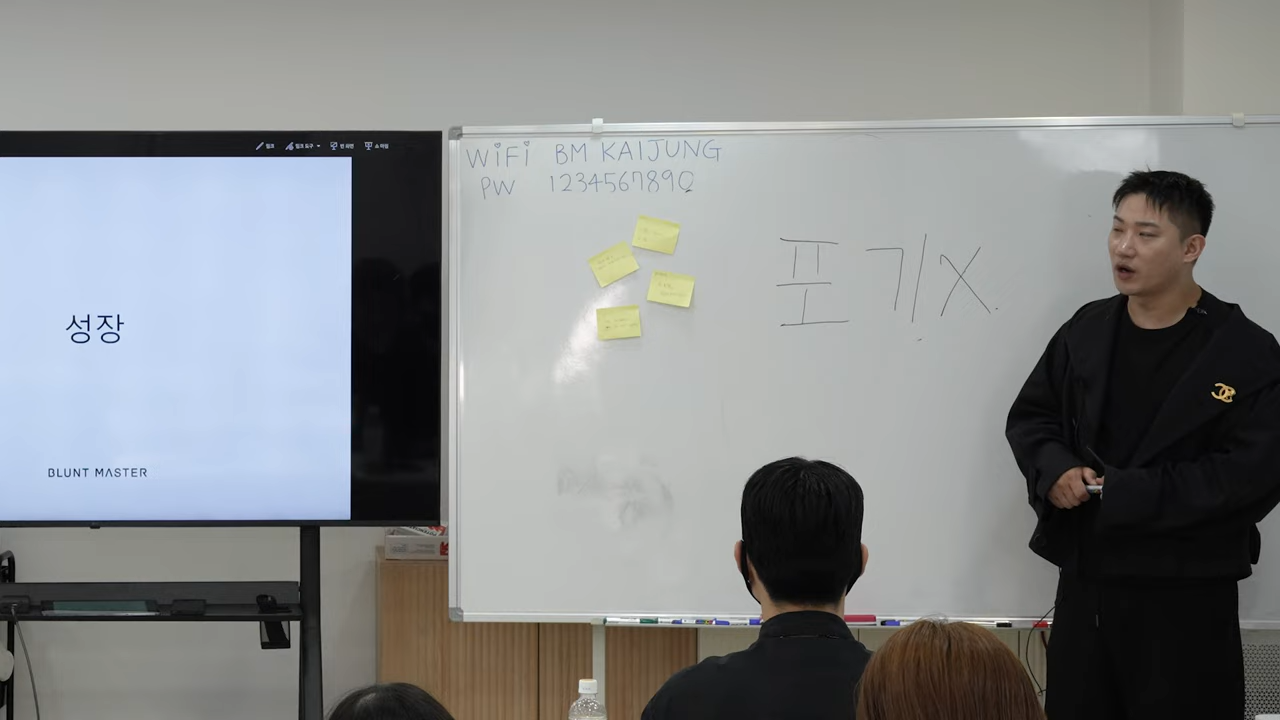 성장
BLUNT MASTER
WiFi BM KAIJUNG
PW 1234567890
포기X